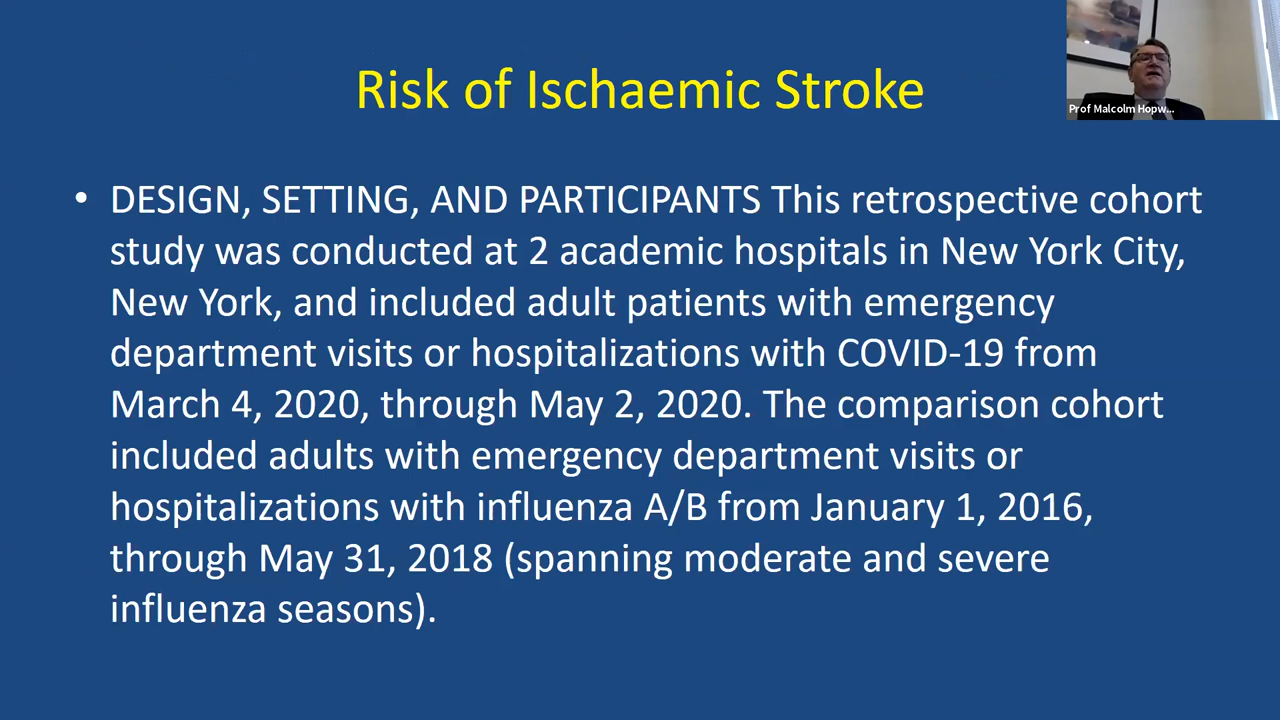 Risk of Ischaemic Stroke
Prof Malcolm Hopw...
• DESIGN, SETTING, AND PARTICIPANTS This retrospective cohort
study was conducted at 2 academic hospitals in New York City,
New York, and included adult patients with emergency
department visits or hospitalizations with COVID-19 from
March 4, 2020, through May 2, 2020. The comparison cohort
included adults with emergency department visits or
hospitalizations with influenza A/B from January 1, 2016,
through May 31, 2018 (spanning moderate and severe
influenza seasons).